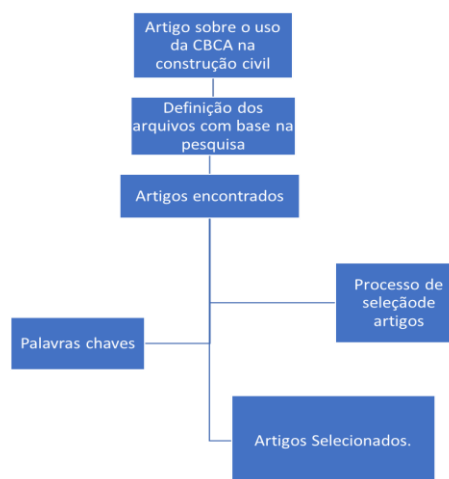 Artigo sobre o uso
da CBCA na
construção civil
Definição dos
arquivos com base na
pesquisa
Artigos encontrados
Processo de
seleçãode
artigos
Palavras chaves
Artigos Selecionados.